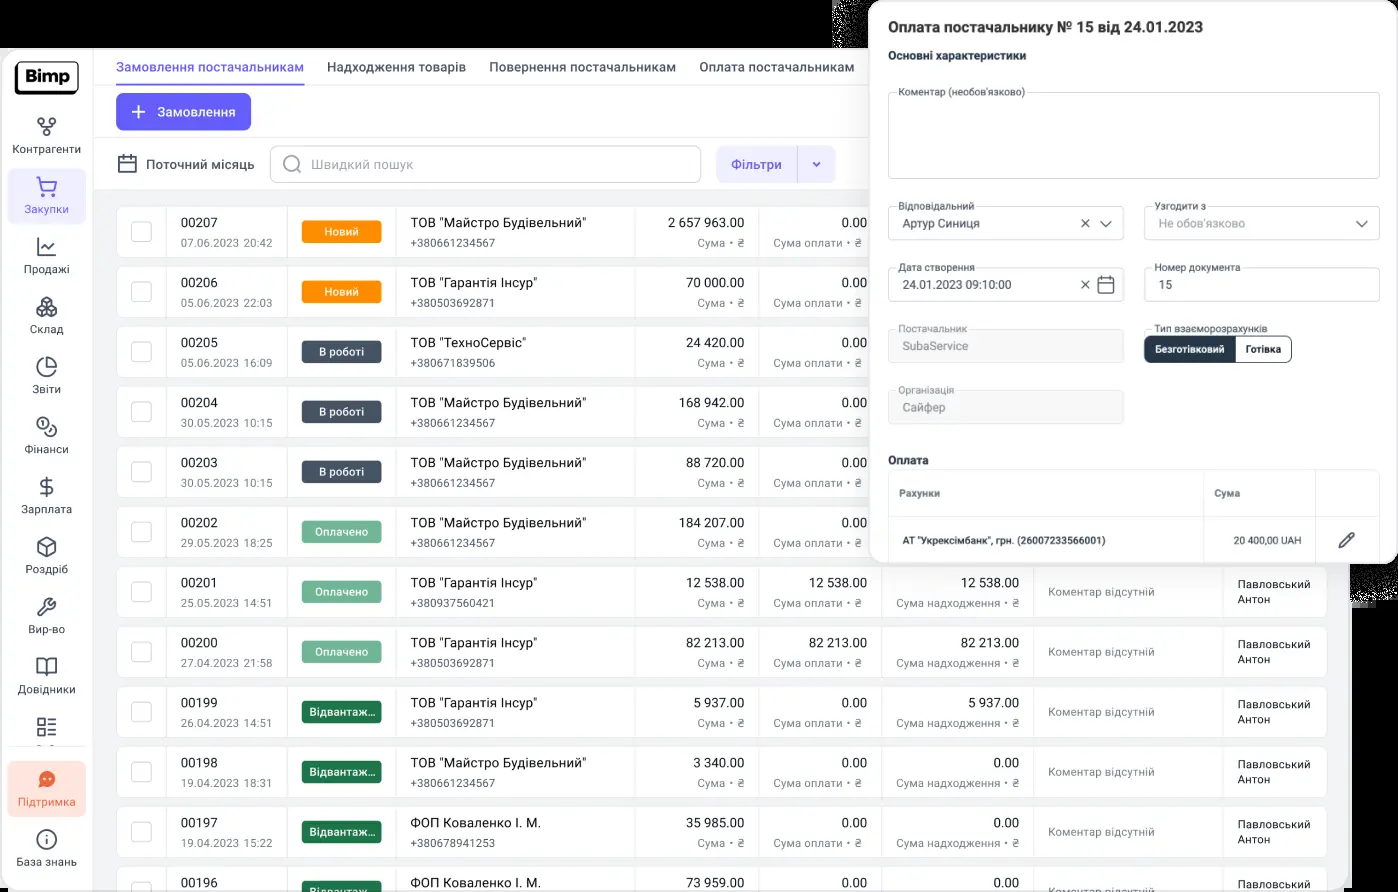 Bimp
Контрагенти
Закупки
Продажі
Склад
Звіти
Фінанси
Зарплата
Роздріб
Вир-во
Довідники
Підтримка
База знань
Замовлення постачальникам
Надходження товарів
Повернення постачальникам
Оплата постачальникам
Замовлення
Поточний місяць
Швидкий пошук
Фільтри
00207 Новий ТОВ "Майстро Будівельний" 2 657 963.00 0.00
07.06.2023 20:42 +380661234567 Сума • ₴ Сума оплати • ₴
00206 Новий ТОВ "Гарантія Інсур" 70 000.00 0.00
05.06.2023 22:03 +380503692871 Сума • ₴ Сума оплати • ₴
00205 В роботі ТОВ "ТехноСервіс" 24 420.00 0.00
05.06.2023 16:09 +380671839506 Сума • ₴ Сума оплати • ₴
00204 В роботі ТОВ "Майстро Будівельний" 168 942.00 0.00
30.05.2023 10:15 +380661234567 Сума • ₴ Сума оплати • ₴
00203 В роботі ТОВ "Майстро Будівельний" 88 720.00 0.00
30.05.2023 10:15 +380661234567 Сума • ₴ Сума оплати • ₴
00202 Оплачено ТОВ "Майстро Будівельний" 184 207.00 0.00
29.05.2023 18:25 +380661234567 Сума • ₴ Сума оплати • ₴
00201 Оплачено ТОВ "Гарантія Інсур" 12 538.00 12 538.00 12 538.00 Коментар відсутній Павловський
25.05.2023 14:51 +380937560421 Сума • ₴ Сума оплати • ₴ Сума надходження • ₴ Антон
00200 Оплачено ТОВ "Гарантія Інсур" 82 213.00 82 213.00 82 213.00 Коментар відсутній Павловський
27.04.2023 21:58 +380503692871 Сума • ₴ Сума оплати • ₴ Сума надходження • ₴ Антон
00199 Відвантаж... ТОВ "Гарантія Інсур" 5 937.00 0.00 5 937.00 Коментар відсутній Павловський
26.04.2023 14:51 +380503692871 Сума • ₴ Сума оплати • ₴ Сума надходження • ₴ Антон
00198 Відвантаж... ТОВ "Майстро Будівельний" 3 340.00 0.00 0.00 Коментар відсутній Павловський
19.04.2023 18:31 +380661234567 Сума • ₴ Сума оплати • ₴ Сума надходження • ₴ Антон
00197 Відвантаж... ФОП Коваленко І. М. 35 985.00 0.00 0.00 Коментар відсутній Павловський
19.04.2023 15:22 +380678941253 Сума • ₴ Сума оплати • ₴ Сума надходження • ₴ Антон
00196 Відвантаж... ФОП Коваленко І. М. 73 959.00 0.00 0.00 Коментар відсутній Павловський
Оплата постачальнику № 15 від 24.01.2023
Основні характеристики
Коментар (необов'язково)
Відповідальний
Артур Синиця
Узгодити з
Не обов'язково
Дата створення
24.01.2023 09:10:00
Номер документа
15
Постачальник
SubaService
Тип взаєморозрахунків
Безготівковий Готівка
Організація
Сайфер
Оплата
Рахунки Сума
АТ "Укрексімбанк", грн. (26007233566001) 20 400,00 UAH